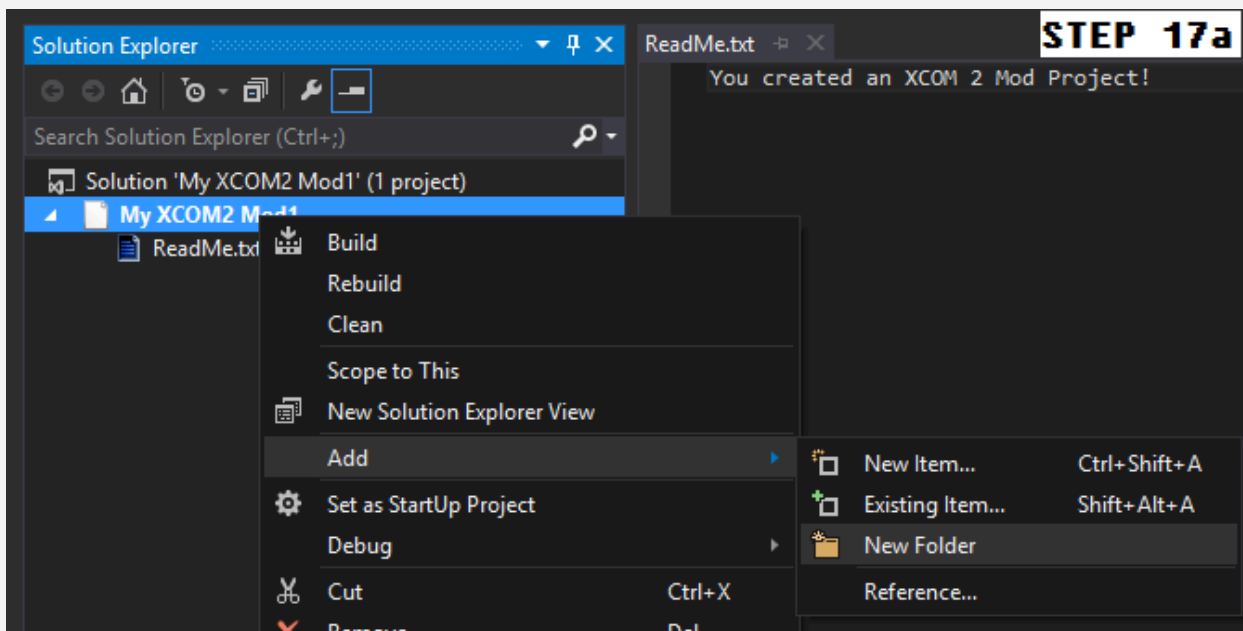 Solution Explorer
ReadMe.txt
STEP 17a
You created an XCOM 2 Mod Project!
Search Solution Explorer (Ctrl+;)
Solution 'My XCOM2 Mod1' (1 project)
My XCOM2 Mod1
ReadMe.txt
Build
Rebuild
Clean
Scope to This
New Solution Explorer View
Add
New Item... Ctrl+Shift+A
Existing Item... Shift+Alt+A
New Folder
Reference...
Set as StartUp Project
Debug
Cut Ctrl+X
Remove Del